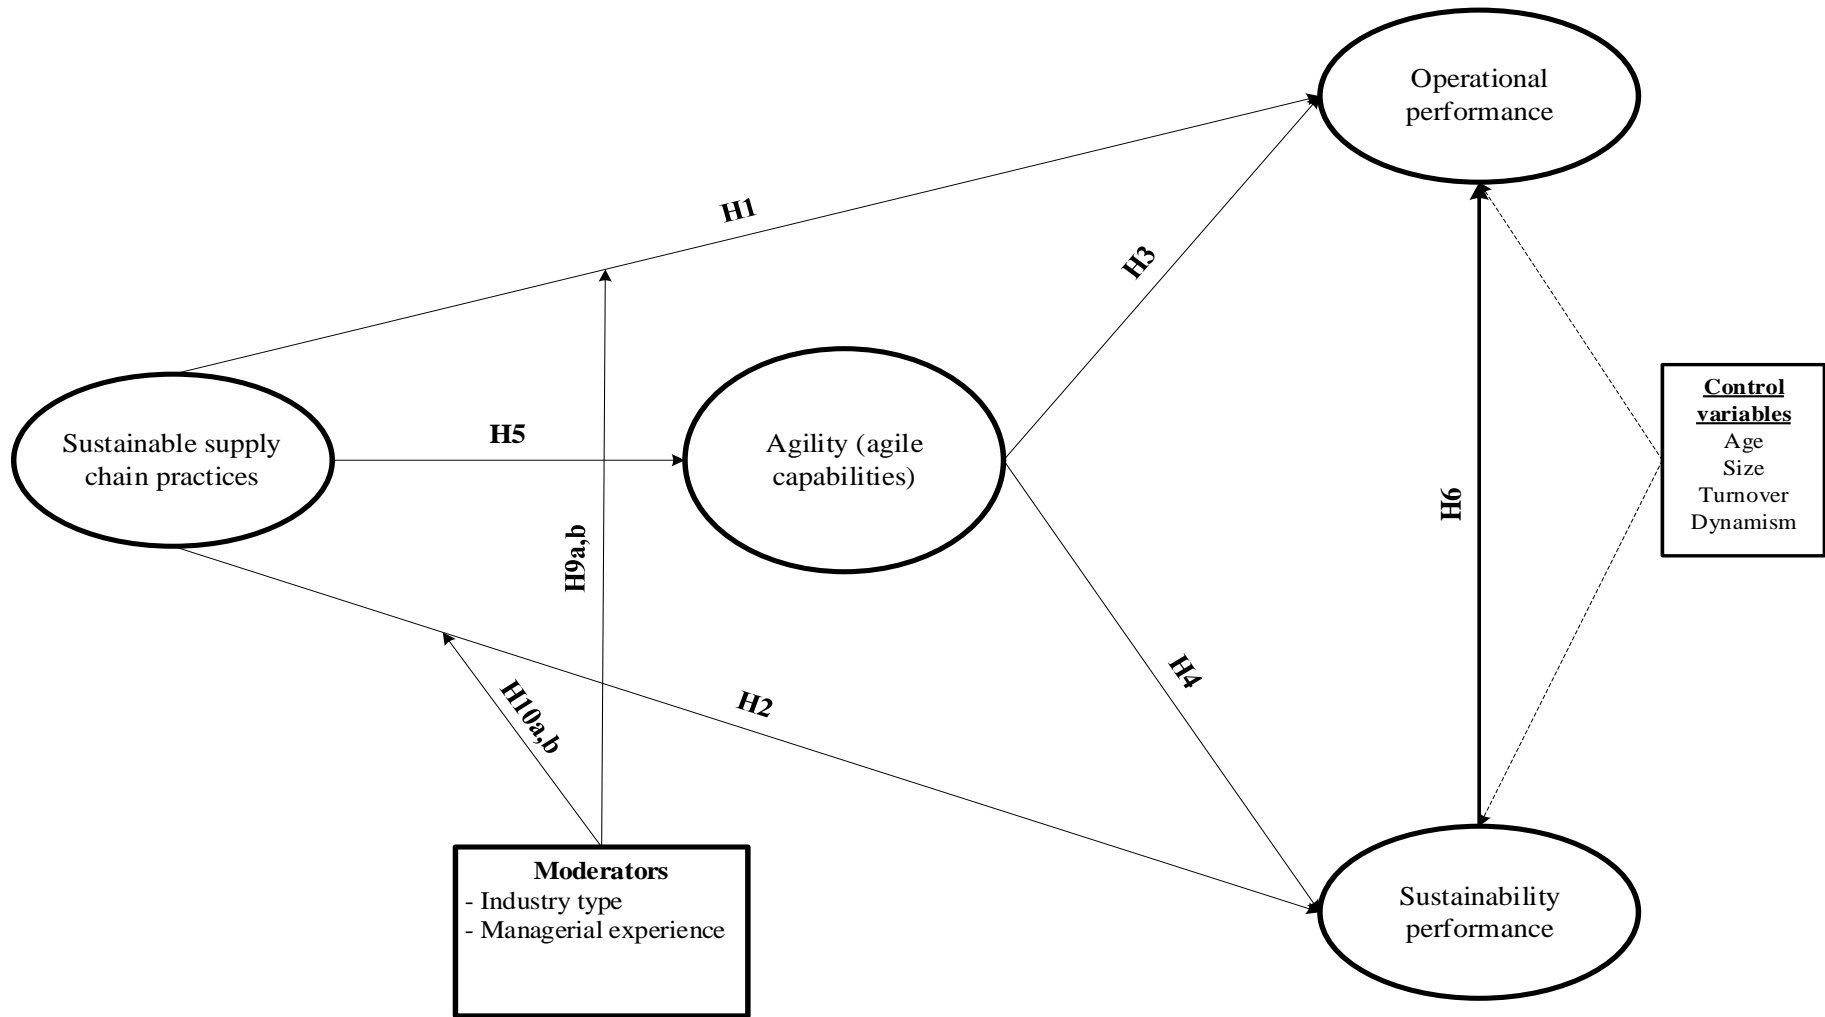 Operational
performance
H1
H3
Sustainable supply
chain practices
H5
Agility (agile
capabilities)
H9a,b
H6
Control
variables
Age
Size
Turnover
Dynamism
H10a,b
H2
H4
Moderators
- Industry type
- Managerial experience
Sustainability
performance